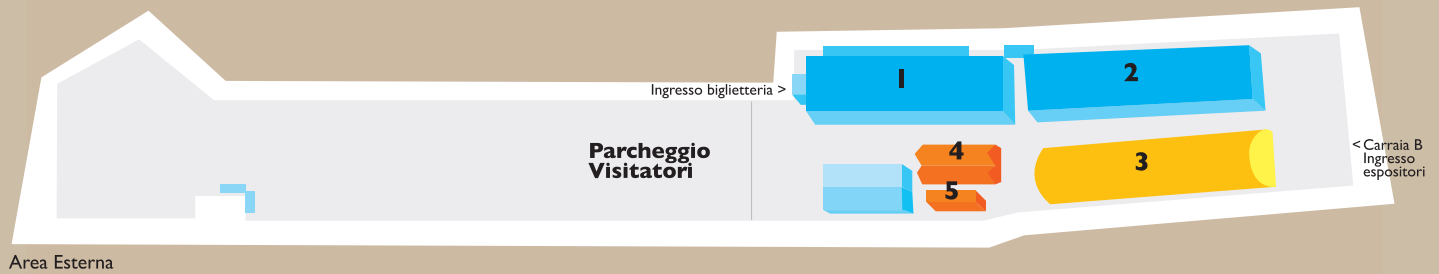 1
2
Ingresso biglietteria >
Parcheggio
Visitatori
4
5
3
< Carraia B
Ingresso
espositori
Area Esterna